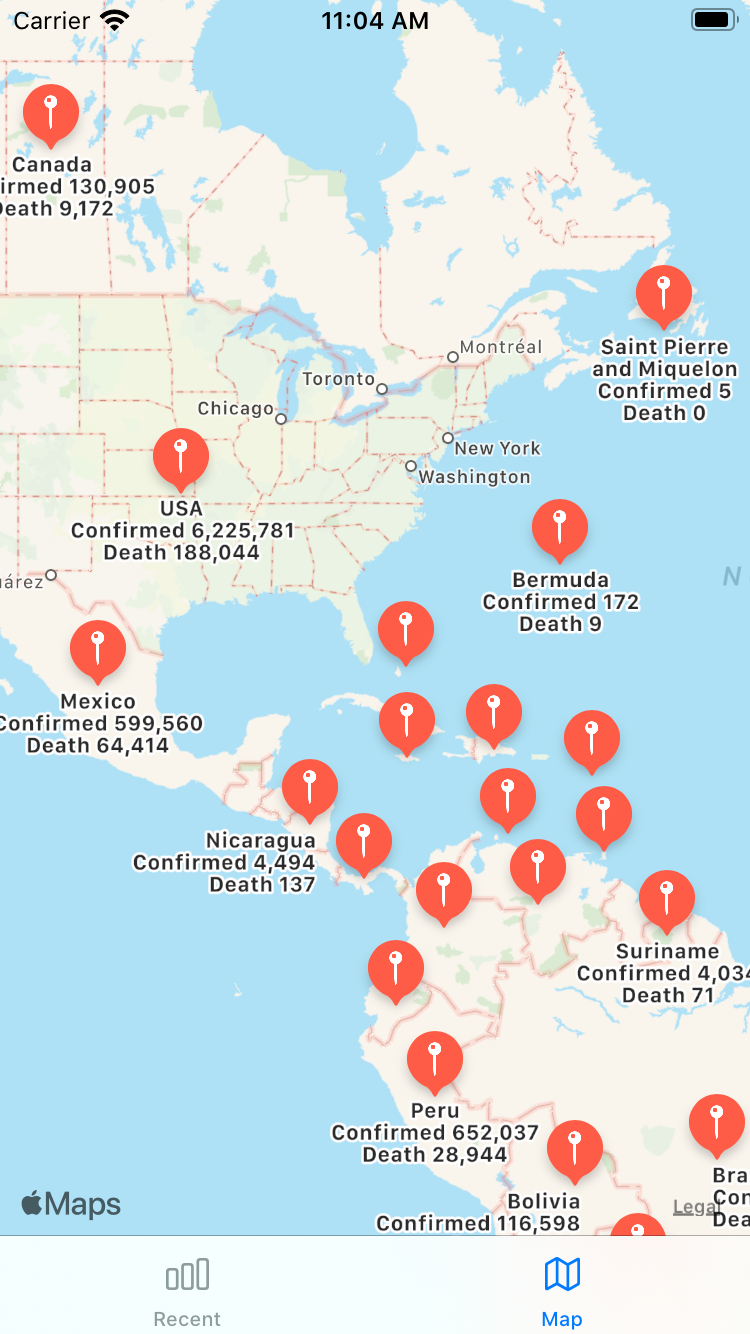 Carrier
11:04 AM
Canada
irmed 130,905
Death 9,172
Saint Pierre
and Miquelon
Confirmed 5
Death 0
Montréal
Toronto
Chicago
New York
Washington
USA
Confirmed 6,225,781
Death 188,044
Bermuda
Confirmed 172
Death 9
N
uárez
Mexico
Confirmed 599,560
Death 64,414
Nicaragua
Confirmed 4,494
Death 137
Suriname
Confirmed 4,034
Death 71
Peru
Confirmed 652,037
Death 28,944
Bra
Con
Dea
Bolivia
Confirmed 116,598
Maps
Legal
Recent
Map